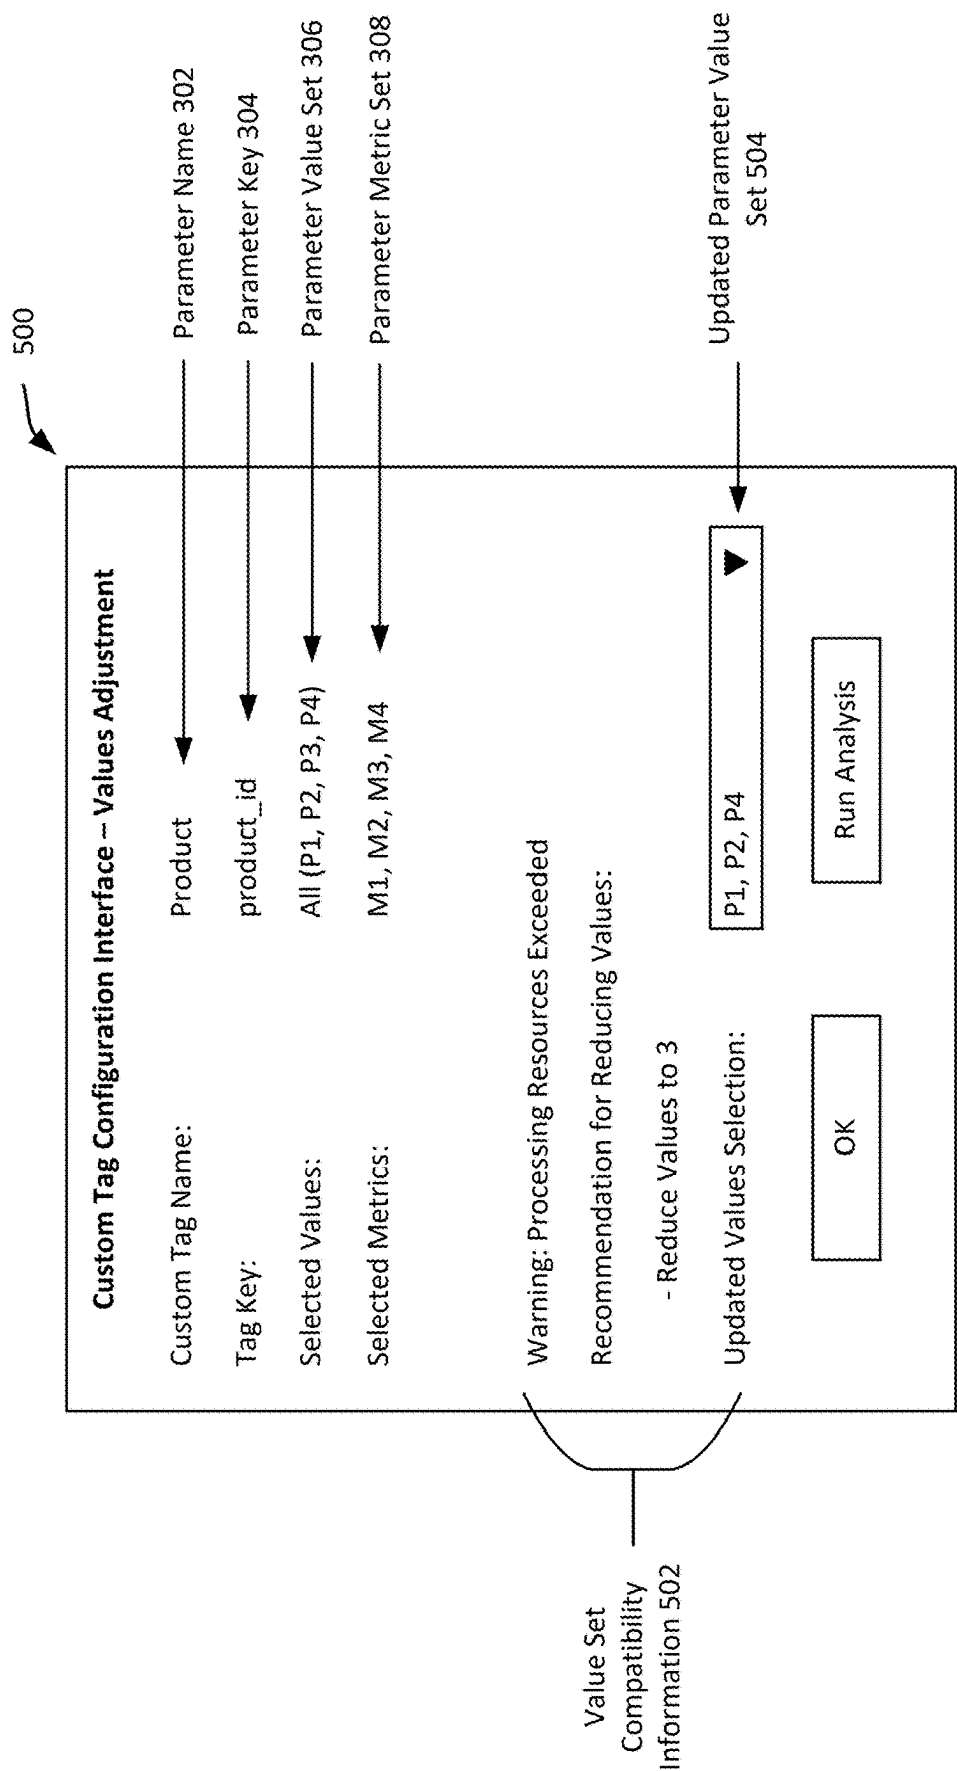 500
Custom Tag Configuration Interface – Values Adjustment
Custom Tag Name: Product
Parameter Name 302
Tag Key: product_id
Parameter Key 304
Selected Values: All (P1, P2, P3, P4)
Parameter Value Set 306
Selected Metrics: M1, M2, M3, M4
Parameter Metric Set 308
Value Set
Compatibility
Information 502
Warning: Processing Resources Exceeded
Recommendation for Reducing Values:
- Reduce Values to 3
Updated Values Selection: P1, P2, P4
Updated Parameter Value
Set 504
OK
Run Analysis